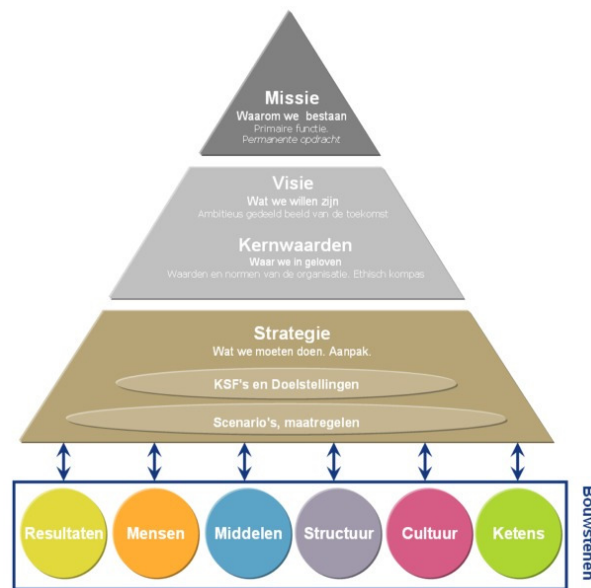 Missie
Waarom we bestaan
Primaire functie.
Permanente opdracht
Visie
Wat we willen zijn
Ambitieus gedeeld beeld van de toekomst
Kernwaarden
Waar we in geloven
Waarden en normen van de organisatie. Ethisch kompas
Strategie
Wat we moeten doen. Aanpak.
KSF's en Doelstellingen
Scenario's, maatregelen
Resultaten
Mensen
Middelen
Structuur
Cultuur
Ketens
Bouwstenen